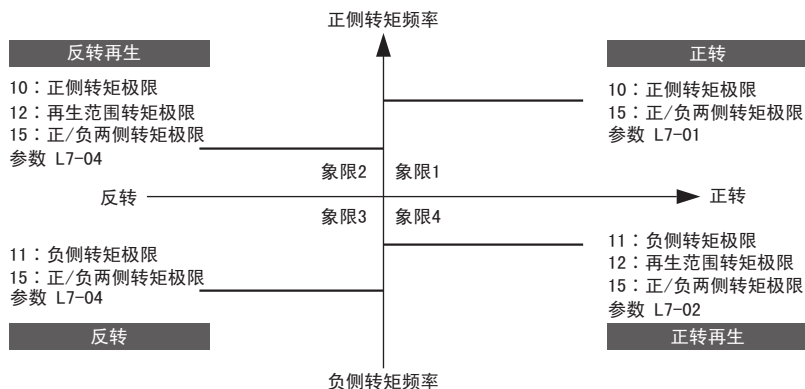 正侧转矩频率
反转再生
10：正侧转矩极限
12：再生范围转矩极限
15：正/负两侧转矩极限
参数 L7-04
正转
10：正侧转矩极限
15：正/负两侧转矩极限
参数 L7-01
象限2
象限1
反转
正转
象限3
象限4
11：负侧转矩极限
15：正/负两侧转矩极限
参数 L7-04
反转
11：负侧转矩极限
12：再生范围转矩极限
15：正/负两侧转矩极限
参数 L7-02
正转再生
负侧转矩频率